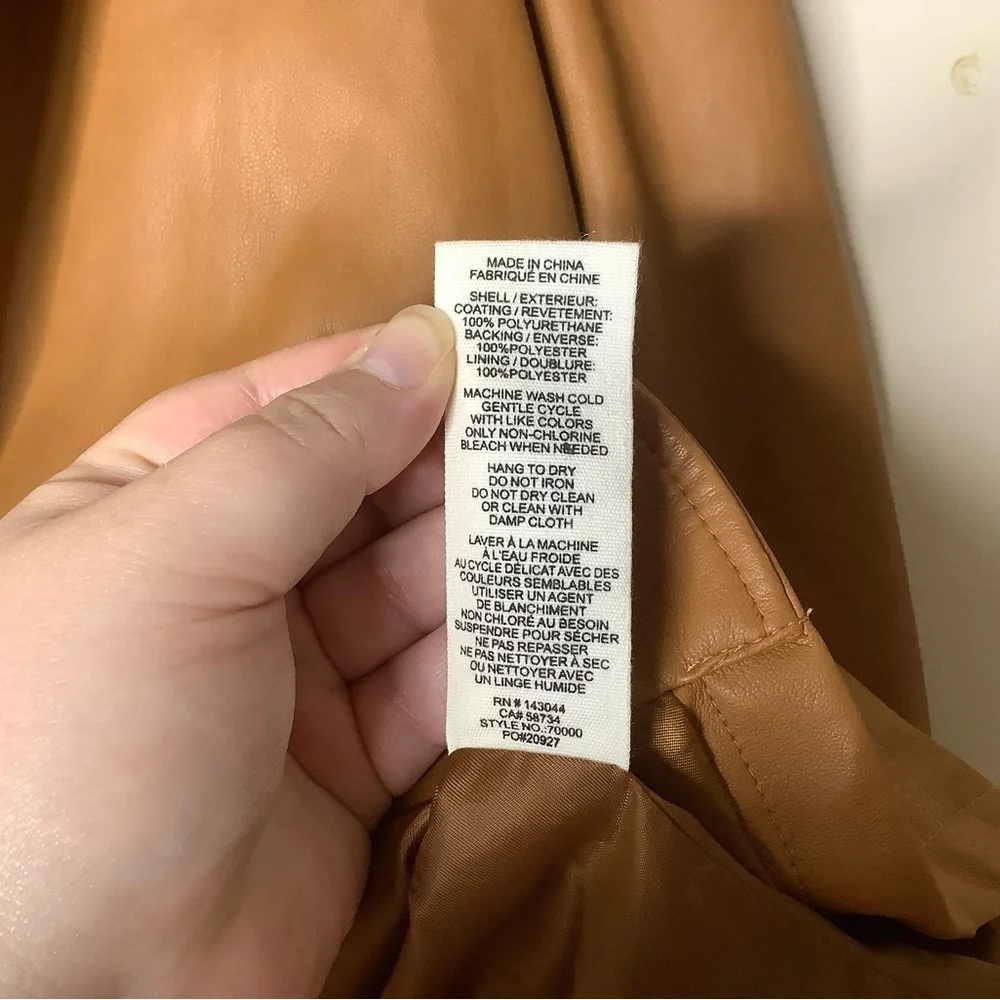 MADE IN CHINA
FABRIQUÉ EN CHINE
SHELL / EXTERIEUR:
COATING / REVETEMENT:
100% POLYURETHANE
BACKING / ENVERSE:
100%POLYESTER
LINING / DOUBLURE:
100%POLYESTER
MACHINE WASH COLD
GENTLE CYCLE
WITH LIKE COLORS
ONLY NON-CHLORINE
BLEACH WHEN NEEDED
HANG TO DRY
DO NOT IRON
DO NOT DRY CLEAN
OR CLEAN WITH
DAMP CLOTH
LAVER À LA MACHINE
À L'EAU FROIDE
AU CYCLE DÉLICAT AVEC DES
COULEURS SEMBLABLES
UTILISER UN AGENT
DE BLANCHIMENT
NON CHLORÉ AU BESOIN
SUSPENDRE POUR SÉCHER
NE PAS REPASSER
NE PAS NETTOYER À SEC
OU NETTOYER AVEC
UN LINGE HUMIDE
RN # 143044
CA# 58734
STYLE NO.:70000
PO#20927